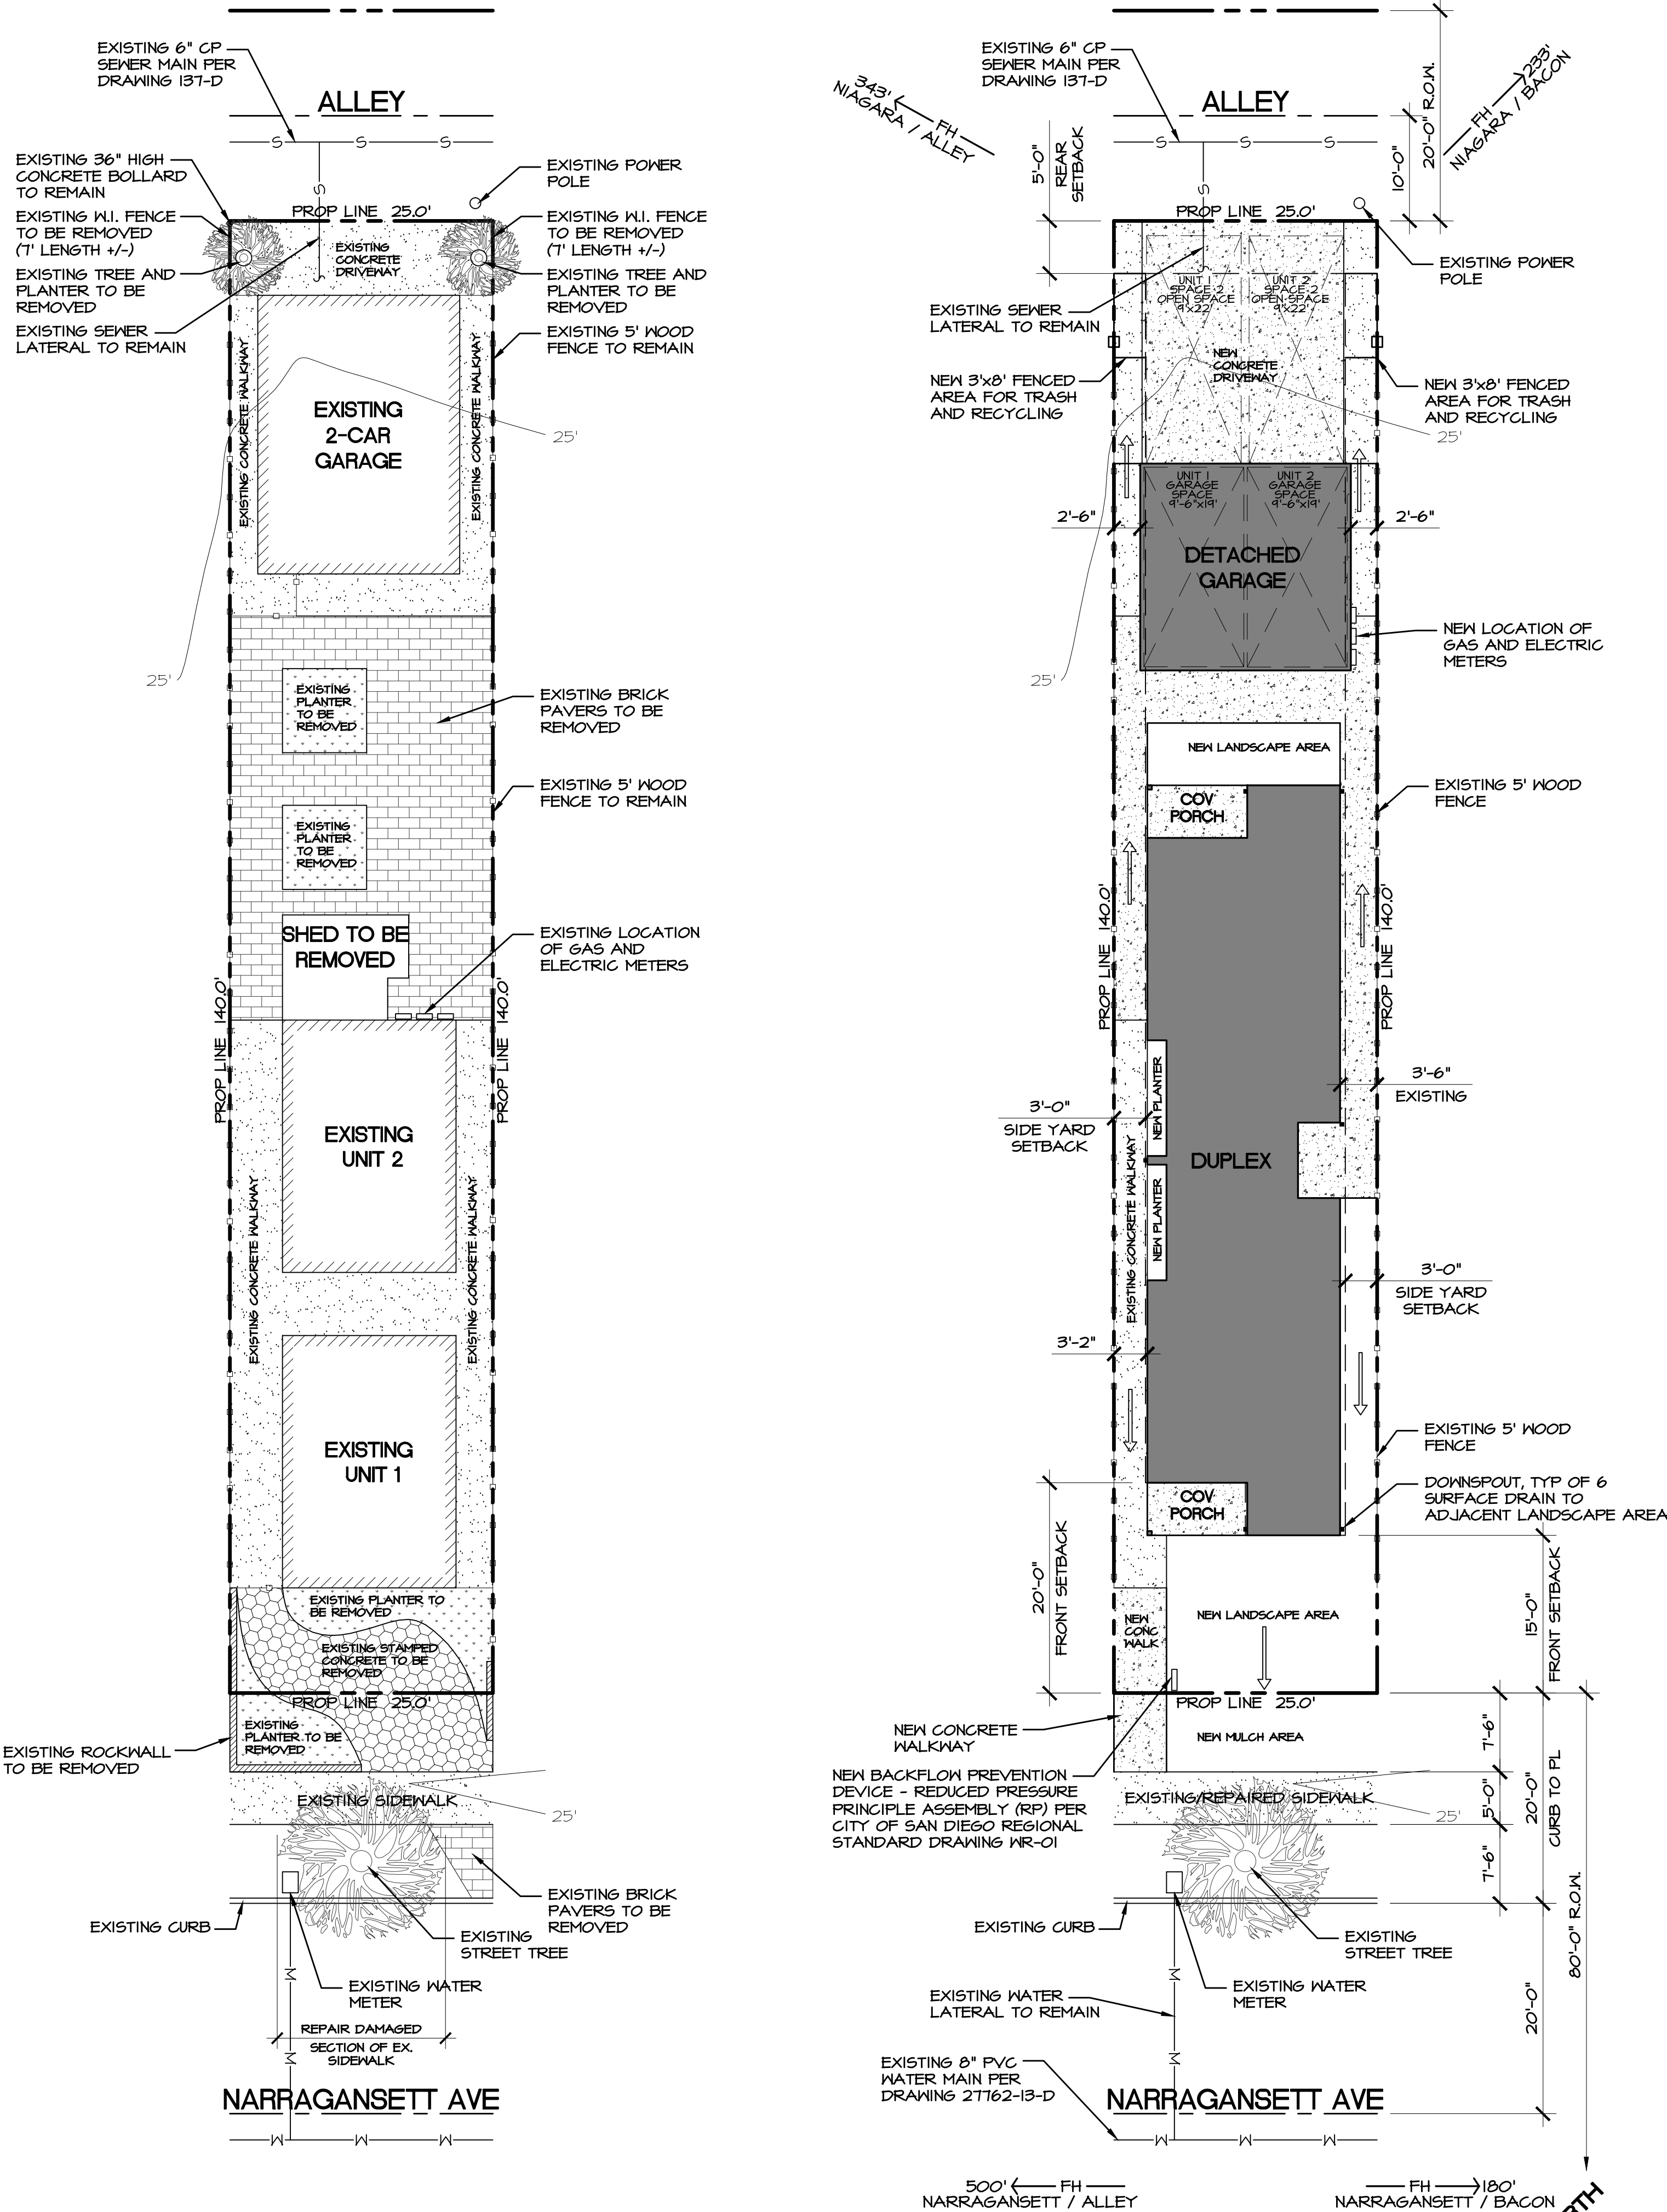 EXISTING 6" CP
SEWER MAIN PER
DRAWING 137-D
ALLEY
S
S
S
S
EXISTING 36" HIGH
CONCRETE BOLLARD
TO REMAIN
EXISTING W.I. FENCE
TO BE REMOVED
(7' LENGTH +/-)
EXISTING TREE AND
PLANTER TO BE
REMOVED
EXISTING SEWER
LATERAL TO REMAIN
EXISTING POWER
POLE
PROP LINE 25.0'
EXISTING
CONCRETE
DRIVEWAY
EXISTING W.I. FENCE
TO BE REMOVED
(7' LENGTH +/-)
EXISTING TREE AND
PLANTER TO BE
REMOVED
EXISTING 5' WOOD
FENCE TO REMAIN
EXISTING CONCRETE WALKWAY
EXISTING CONCRETE WALKWAY
EXISTING
2-CAR
GARAGE
25'
25'
EXISTING
PLANTER
TO BE
REMOVED
EXISTING BRICK
PAVERS TO BE
REMOVED
EXISTING 5' WOOD
FENCE TO REMAIN
EXISTING
PLANTER
TO BE
REMOVED
SHED TO BE
REMOVED
EXISTING LOCATION
OF GAS AND
ELECTRIC METERS
PROP LINE 140.0'
PROP LINE 140.0'
EXISTING
UNIT 2
EXISTING CONCRETE WALKWAY
EXISTING CONCRETE WALKWAY
EXISTING
UNIT 1
EXISTING PLANTER TO
BE REMOVED
EXISTING STAMPED
CONCRETE TO BE
REMOVED
PROP LINE 25.0'
EXISTING
PLANTER TO BE
REMOVED
EXISTING ROCKWALL
TO BE REMOVED
EXISTING SIDEWALK
25'
EXISTING BRICK
PAVERS TO BE
REMOVED
EXISTING CURB
EXISTING
STREET TREE
EXISTING WATER
METER
W
W
REPAIR DAMAGED
SECTION OF EX.
SIDEWALK
NARRAGANSETT AVE
W
W
W
EXISTING 6" CP
SEWER MAIN PER
DRAWING 137-D
343'
FH
NIAGARA / ALLEY
ALLEY
S
S
S
S
233'
FH
NIAGARA / BACON
20'-0" R.O.W.
10'-0"
5'-0"
REAR
SETBACK
PROP LINE 25.0'
EXISTING POWER
POLE
UNIT 1
SPACE-2
OPEN SPACE
9'x22'
UNIT 2
SPACE-2
OPEN SPACE
9'x22'
EXISTING SEWER
LATERAL TO REMAIN
NEW
CONCRETE
DRIVEWAY
NEW 3'x8' FENCED
AREA FOR TRASH
AND RECYCLING
NEW 3'x8' FENCED
AREA FOR TRASH
AND RECYCLING
25'
UNIT 1
GARAGE
SPACE
9'-6"x19'
UNIT 2
GARAGE
SPACE
9'-6"x19'
2'-6"
2'-6"
DETACHED
GARAGE
NEW LOCATION OF
GAS AND ELECTRIC
METERS
25'
NEW LANDSCAPE AREA
COV
PORCH
EXISTING 5' WOOD
FENCE
PROP LINE 140.0'
PROP LINE 140.0'
3'-6"
EXISTING
3'-0"
SIDE YARD
SETBACK
NEW PLANTER
NEW PLANTER
EXISTING CONCRETE WALKWAY
DUPLEX
3'-0"
SIDE YARD
SETBACK
3'-2"
EXISTING 5' WOOD
FENCE
DOWNSPOUT, TYP OF 6
SURFACE DRAIN TO
ADJACENT LANDSCAPE AREA
COV
PORCH
20'-0"
FRONT SETBACK
15'-0"
FRONT SETBACK
NEW
CONC
WALK
NEW LANDSCAPE AREA
PROP LINE 25.0'
NEW CONCRETE
WALKWAY
NEW MULCH AREA
7'-6"
5'-0"
7'-6"
20'-0"
CURB TO PL
NEW BACKFLOW PREVENTION
DEVICE - REDUCED PRESSURE
PRINCIPLE ASSEMBLY (RP) PER
CITY OF SAN DIEGO REGIONAL
STANDARD DRAWING WR-01
EXISTING/REPAIRED SIDEWALK
25'
EXISTING CURB
EXISTING
STREET TREE
EXISTING WATER
METER
EXISTING WATER
LATERAL TO REMAIN
W
W
20'-0"
80'-0" R.O.W.
EXISTING 8" PVC
WATER MAIN PER
DRAWING 27762-13-D
NARRAGANSETT AVE
W
W
W
500'
FH
NARRAGANSETT / ALLEY
FH
180'
NARRAGANSETT / BACON